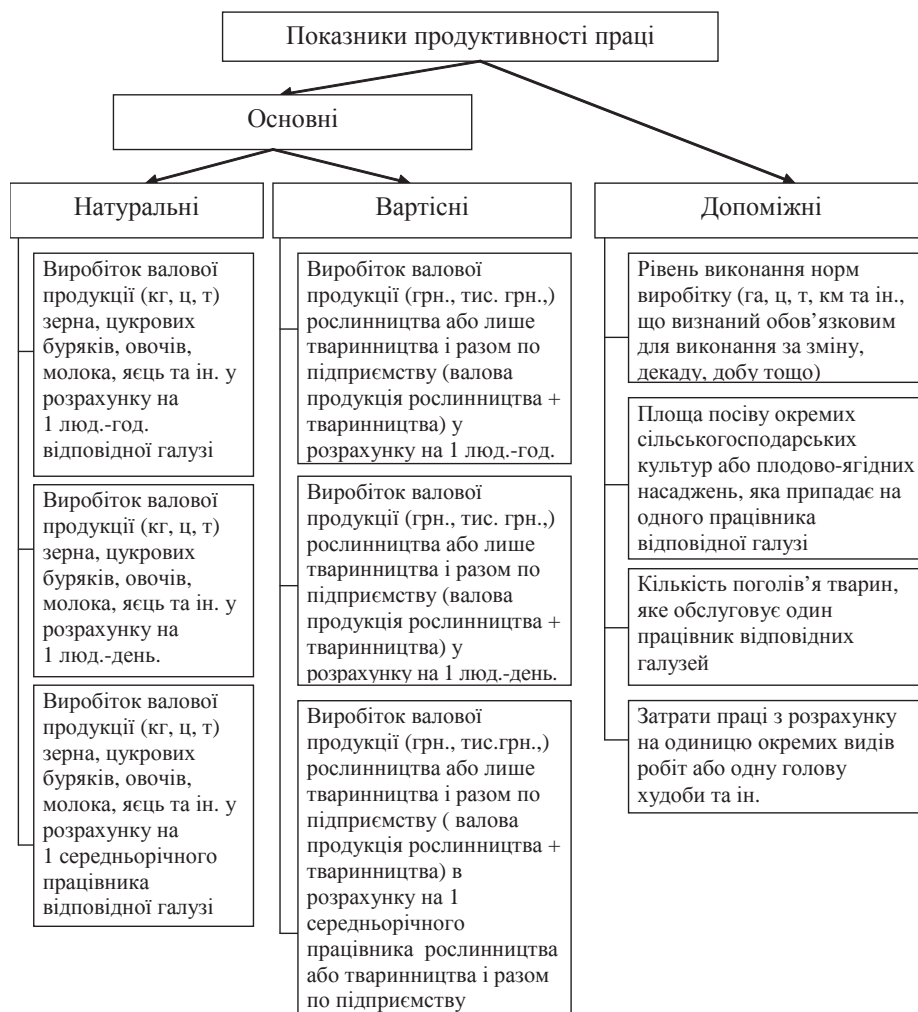 Показники продуктивності праці
Основні
Натуральні
Вартісні
Допоміжні
Виробіток валової
продукції (кг, ц, т)
зерна, цукрових
буряків, овочів,
молока, яєць та ін. у
розрахунку на
1 люд.-год.
відповідної галузі
Виробіток валової
продукції (кг, ц, т)
зерна, цукрових
буряків, овочів,
молока, яєць та ін. у
розрахунку на
1 люд.-день.
Виробіток валової
продукції (кг, ц, т)
зерна, цукрових
буряків, овочів,
молока, яєць та ін. у
розрахунку на
1 середньорічного
працівника
відповідної галузі
Виробіток валової
продукції (грн., тис. грн.,)
рослинництва або лише
тваринництва і разом по
підприємству (валова
продукція рослинництва +
тваринництва) у
розрахунку на 1 люд.-год.
Виробіток валової
продукції (грн., тис. грн.,)
рослинництва або лише
тваринництва і разом по
підприємству (валова
продукція рослинництва +
тваринництва) у
розрахунку на 1 люд.-день.
Виробіток валової
продукції (грн., тис.грн.,)
рослинництва або лише
тваринництва і разом по
підприємству ( валова
продукція рослинництва +
тваринництва) в
розрахунку на 1
середньорічного
працівника рослинництва
або тваринництва і разом
по підприємству
Рівень виконання норм
виробітку (га, ц, т, км та ін.,
що визнаний обов’язковим
для виконання за зміну,
декаду, добу тощо)
Площа посіву окремих
сільськогосподарських
культур або плодово-ягідних
насаджень, яка припадає на
одного працівника
відповідної галузі
Кількість поголів’я тварин,
яке обслуговує один
працівник відповідних
галузей
Затрати праці з розрахунку
на одиницю окремих видів
робіт або одну голову
худоби та ін.